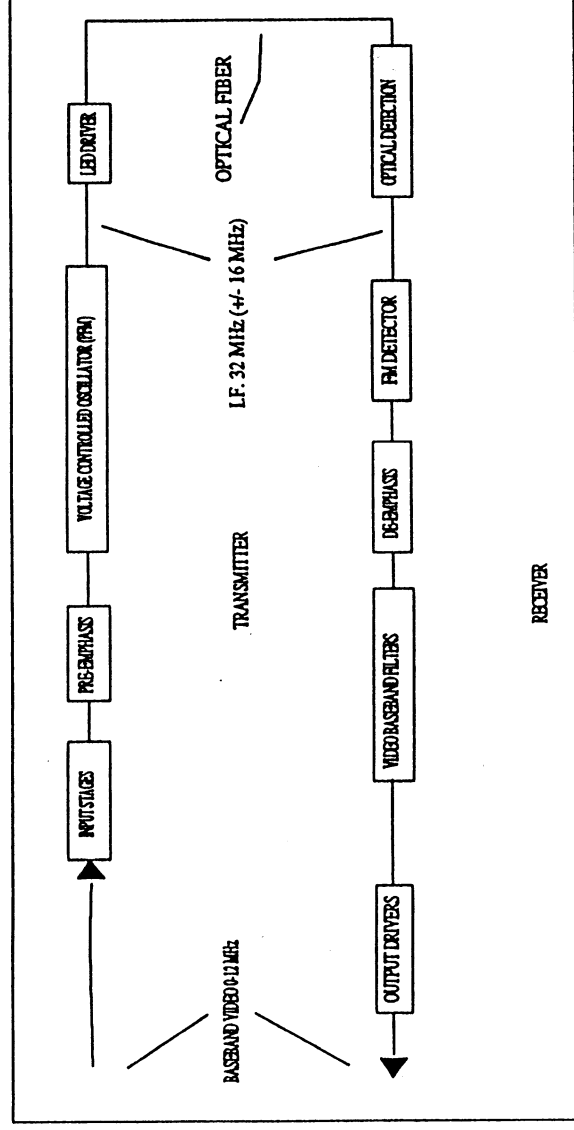 INPUT STAGES
PRE-EMPHASIS
VOLTAGE CONTROLLED OSCILLATOR (PFM)
LED DRIVER
BASEBAND VIDEO 0-12 MHz
TRANSMITTER
I.F. 32 MHz (+/- 16 MHz)
OPTICAL FIBER
OUTPUT DRIVERS
VIDEO BASEBAND FILTERS
DE-EMPHASIS
FM DETECTOR
OPTICAL DETECTION
RECEIVER